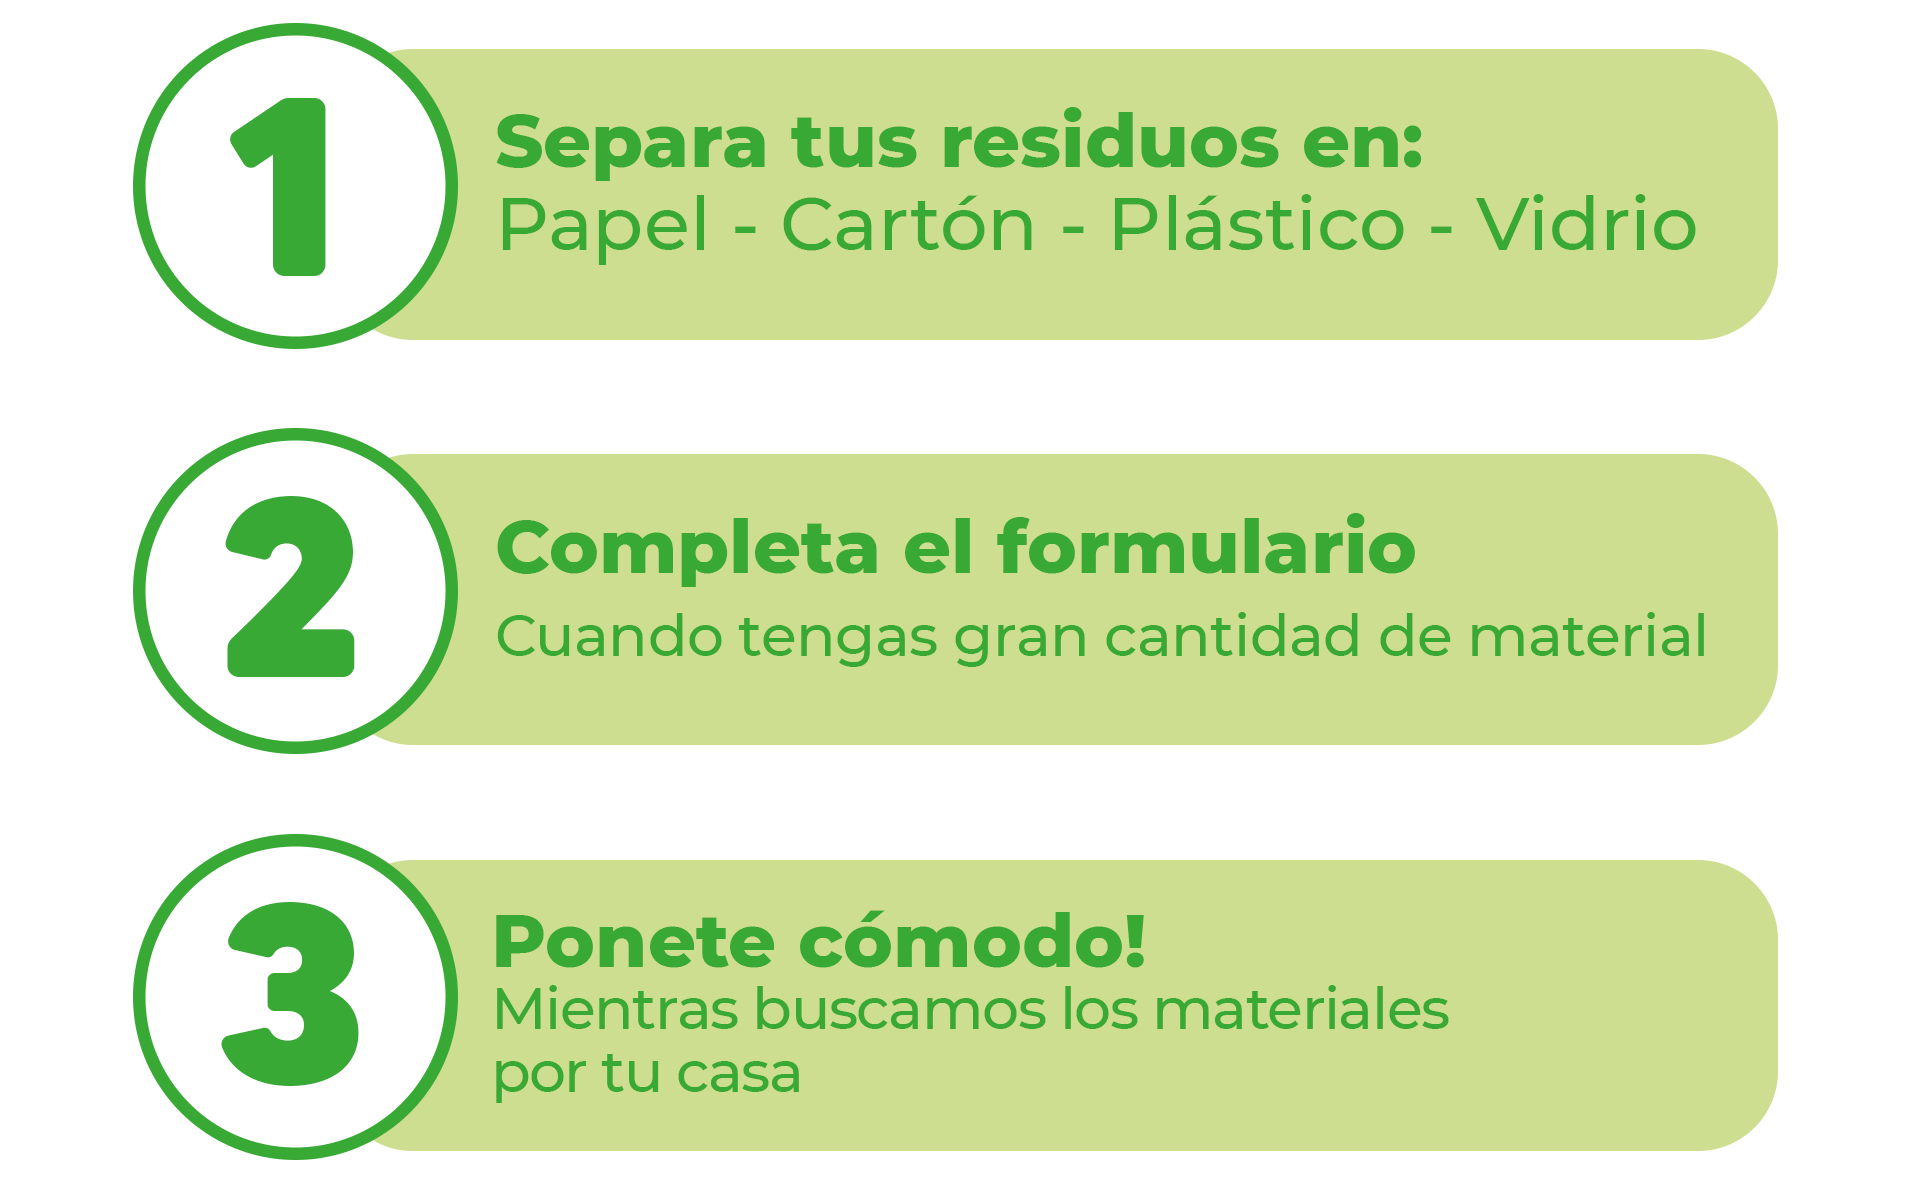 1
Separa tus residuos en:
Papel - Cartón - Plástico - Vidrio
2
Completa el formulario
Cuando tengas gran cantidad de material
3
Ponete cómodo!
Mientras buscamos los materiales
por tu casa